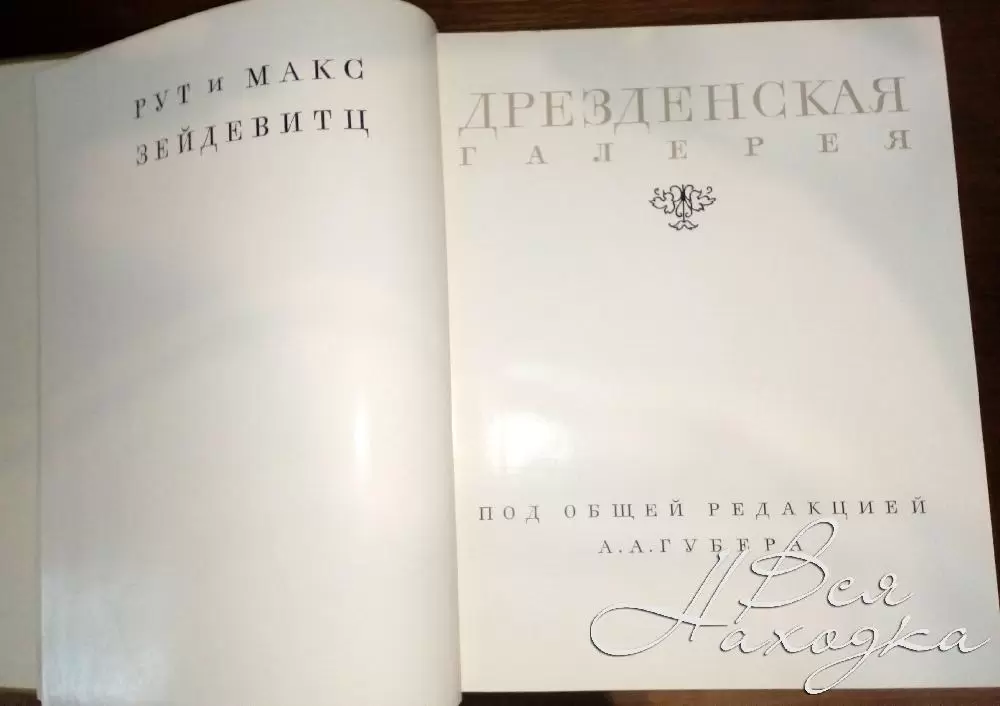 РУТ и МАКС
ЗЕЙДЕВИТЦ
ДРЕЗДЕНСКАЯ
ГАЛЕРЕЯ
ПОД ОБЩЕЙ РЕДАКЦИЕЙ
А.А.ГУБЕРА
Вся
Находка